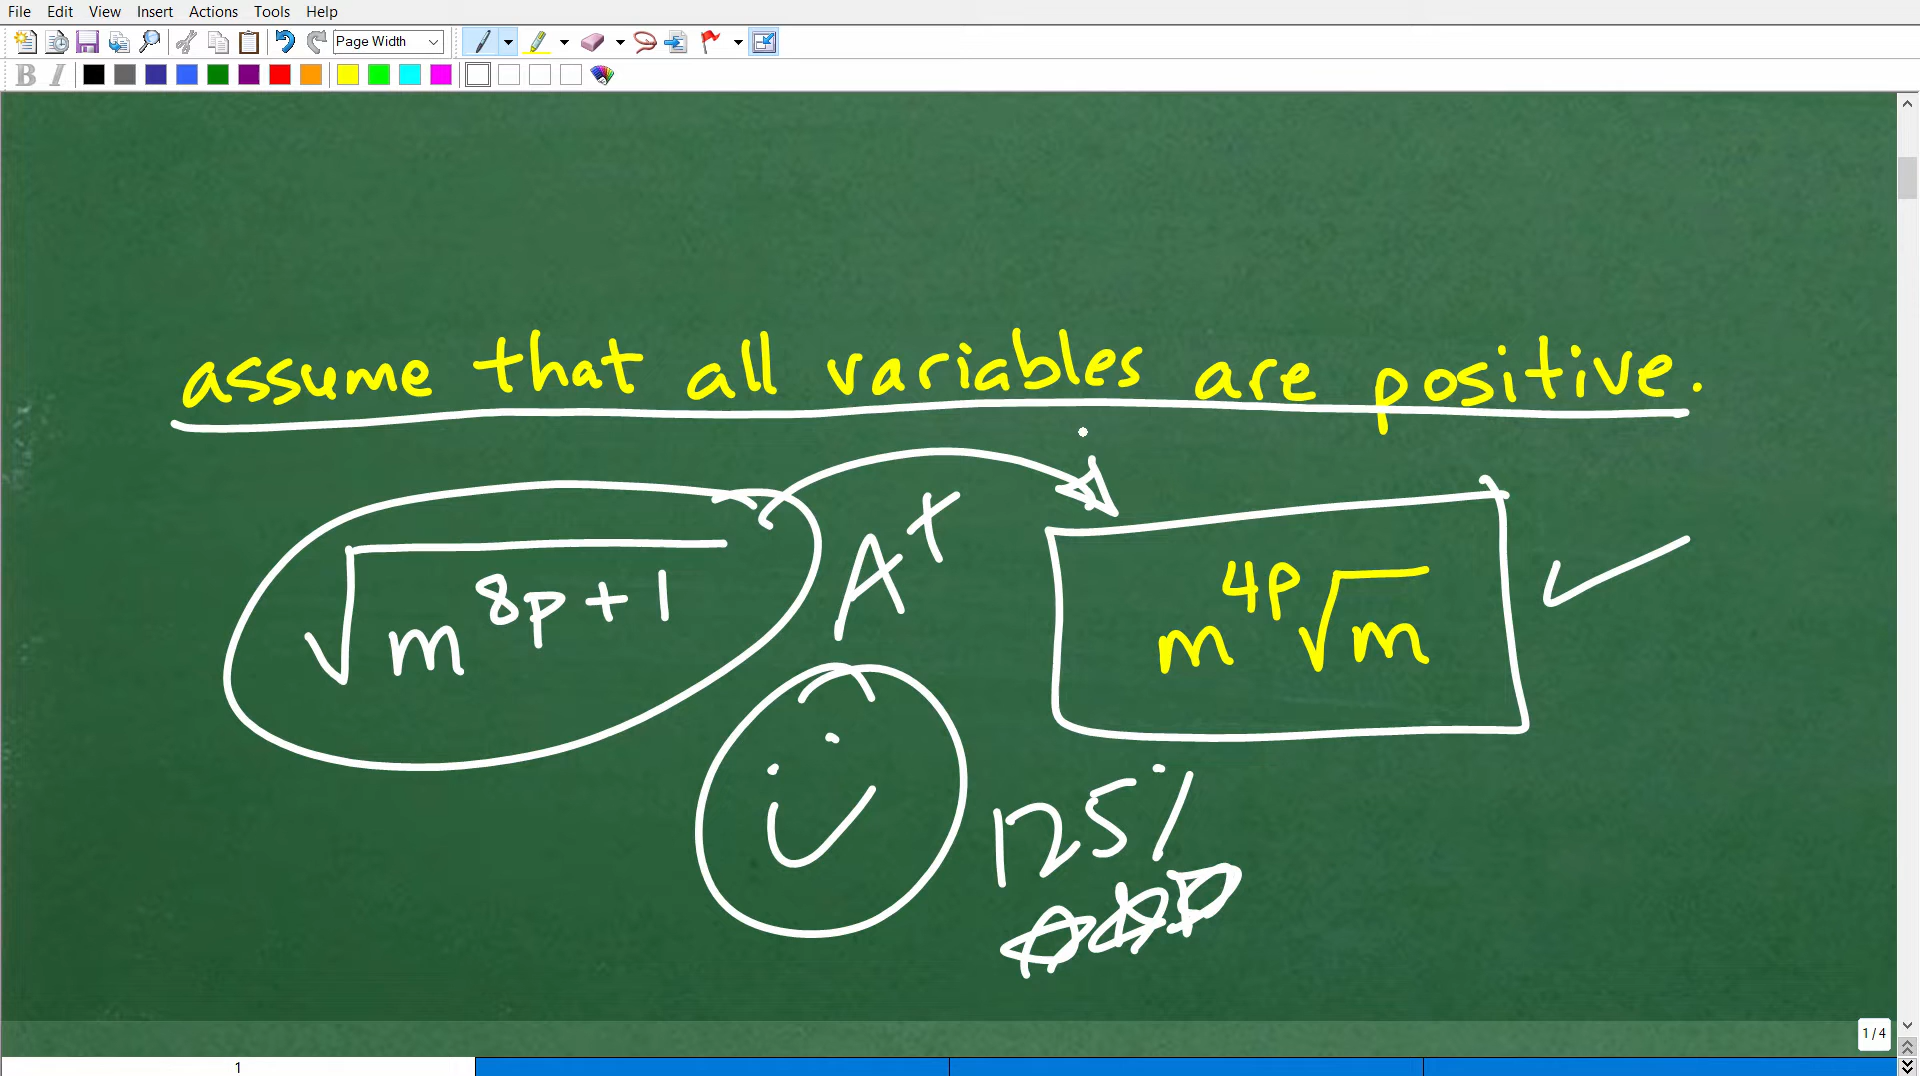 File Edit View Insert Actions Tools Help
Page Width
B I
assume that all variables are positive.
√m^(8p+1) A+ m^(4p)√m
125%
1/4
1